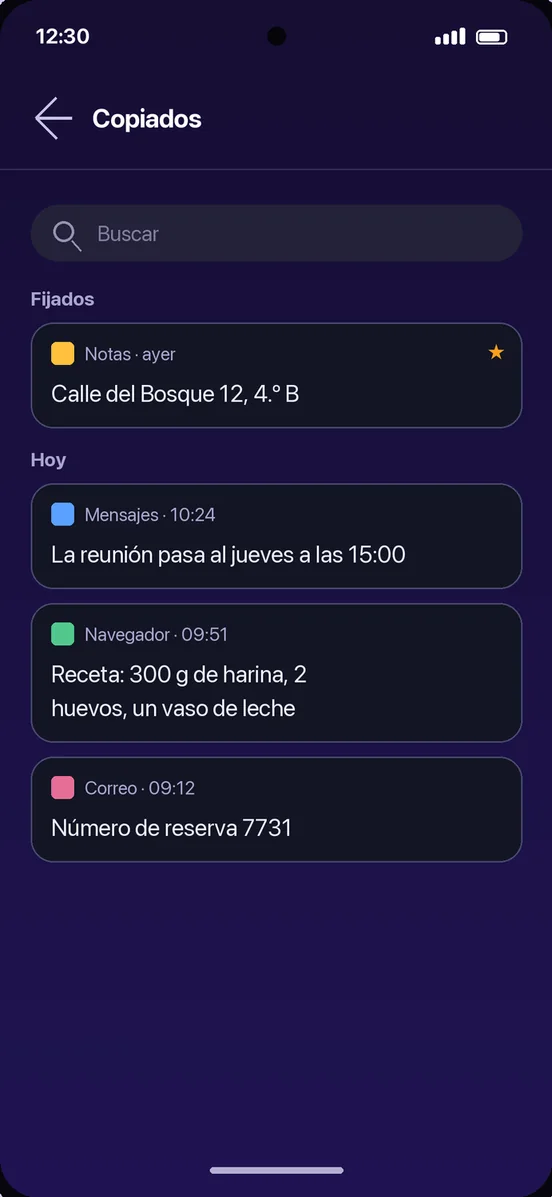 12:30
Copiados
Buscar
Fijados
Notas · ayer
Calle del Bosque 12, 4.º B
Hoy
Mensajes · 10:24
La reunión pasa al jueves a las 15:00
Navegador · 09:51
Receta: 300 g de harina, 2
huevos, un vaso de leche
Correo · 09:12
Número de reserva 7731